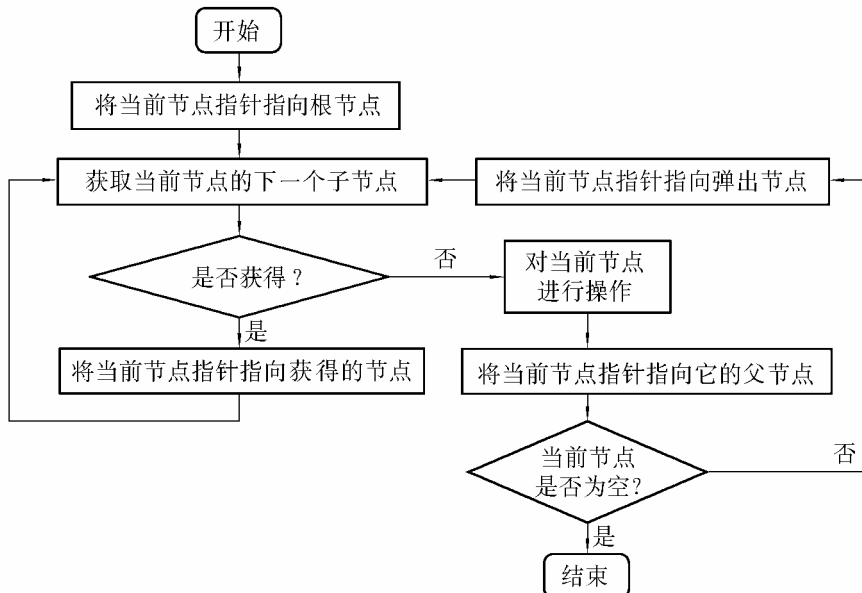 开始
将当前节点指针指向根节点
获取当前节点的下一个子节点
将当前节点指针指向弹出节点
是否获得?
否
对当前节点
进行操作
是
将当前节点指针指向获得的节点
将当前节点指针指向它的父节点
当前节点
是否为空?
否
是
结束